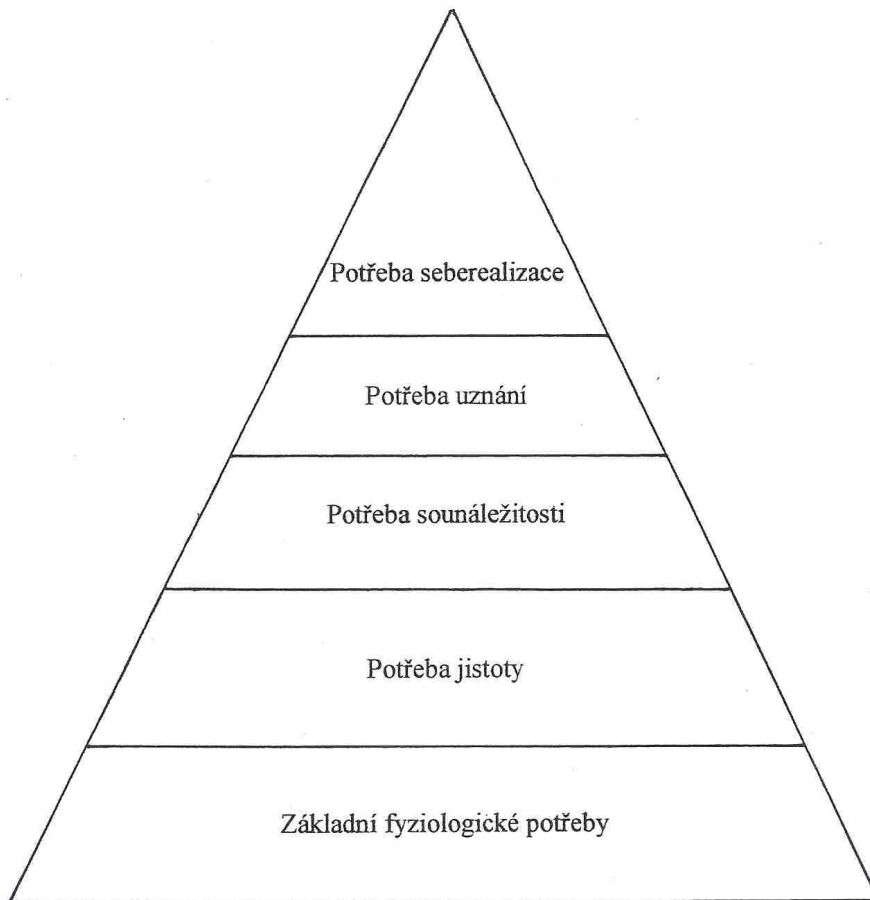 Potřeba seberealizace
Potřeba uznání
Potřeba sounáležitosti
Potřeba jistoty
Základní fyziologické potřeby